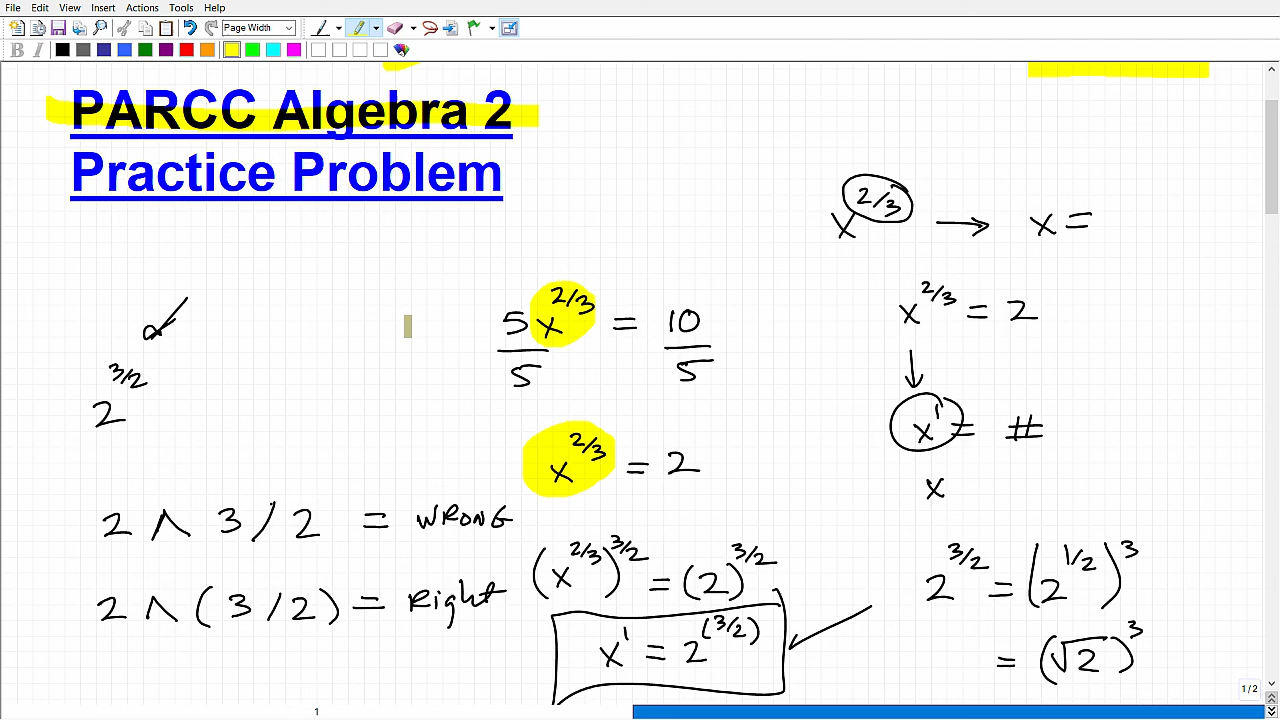 File Edit View Insert Actions Tools Help
Page Width
B I
PARCC Algebra 2
Practice Problem
x^{2/3} → x =
5x^{2/3} = 10
5 5
x^{2/3} = 2
x^1 = #
x
2^{3/2}
x^{2/3} = 2
2 ^ 3 / 2 = WRONG
2 ^ ( 3 / 2 ) = Right
(x^{2/3})^{3/2} = (2)^{3/2}
x^1 = 2^{(3/2)}
2^{3/2} = (2^{1/2})^3
= (√2)^3
1/2
1